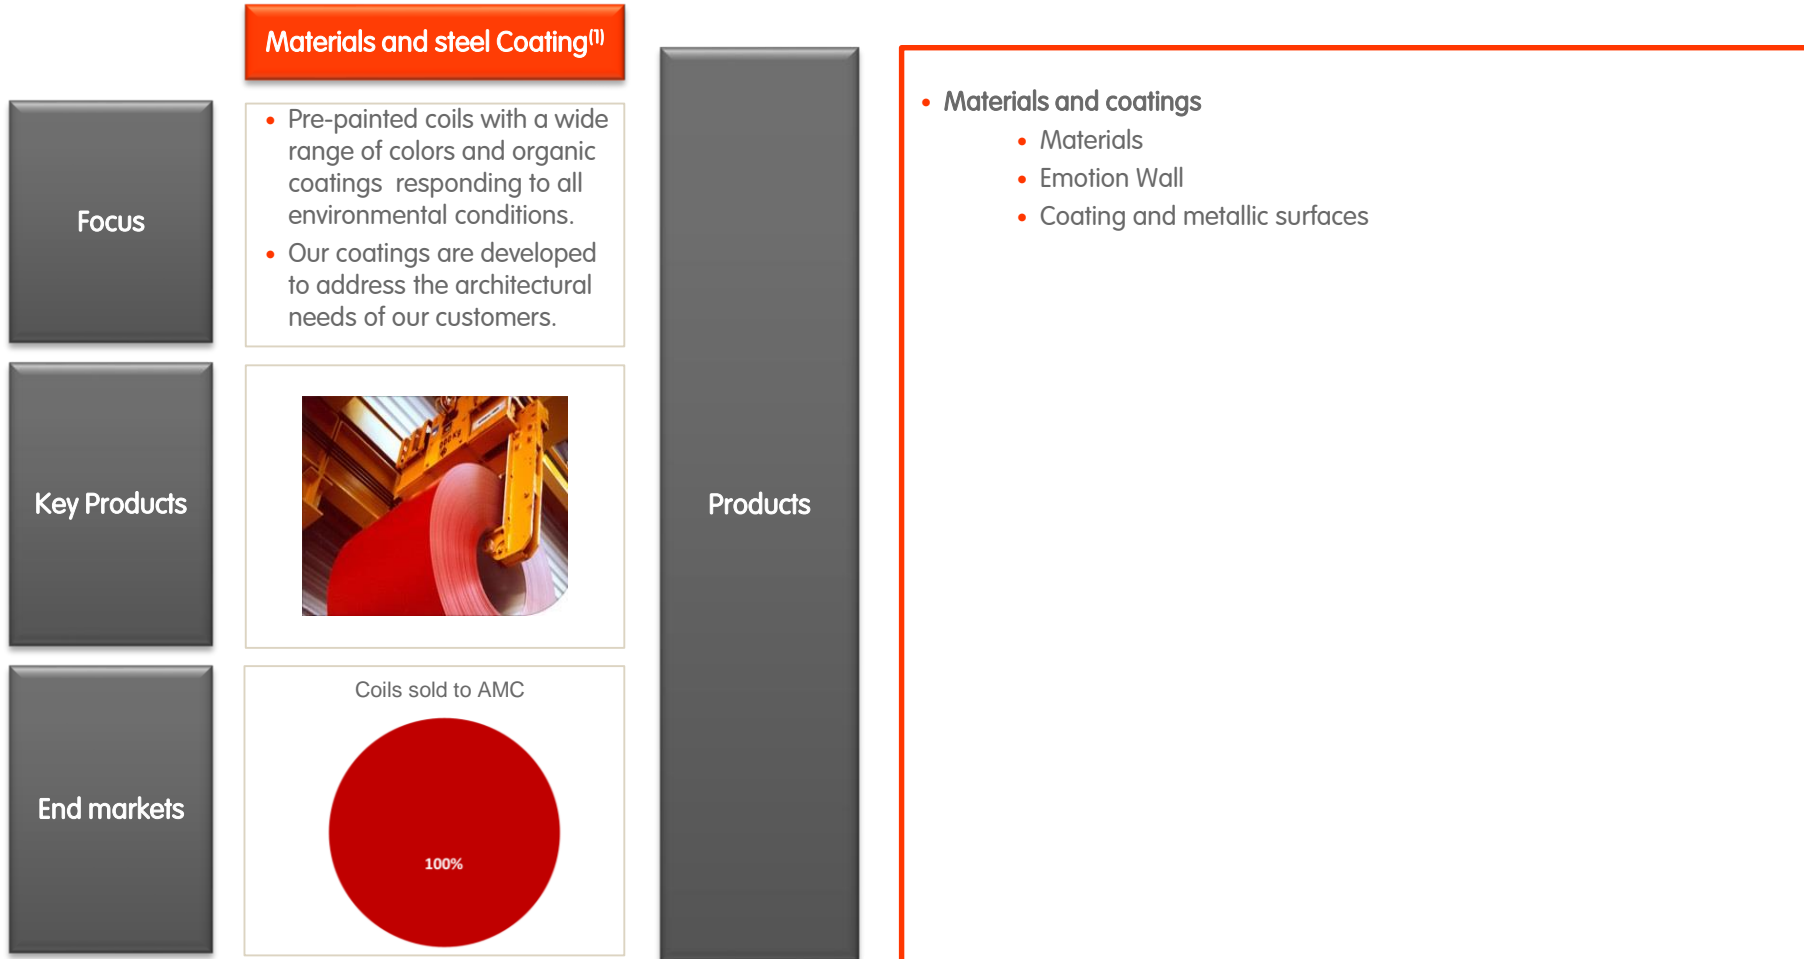 Materials and steel Coating(1)
Focus
• Pre-painted coils with a wide
range of colors and organic
coatings responding to all
environmental conditions.
• Our coatings are developed
to address the architectural
needs of our customers.
Key Products
End markets
Coils sold to AMC
100%
Products
• Materials and coatings
• Materials
• Emotion Wall
• Coating and metallic surfaces